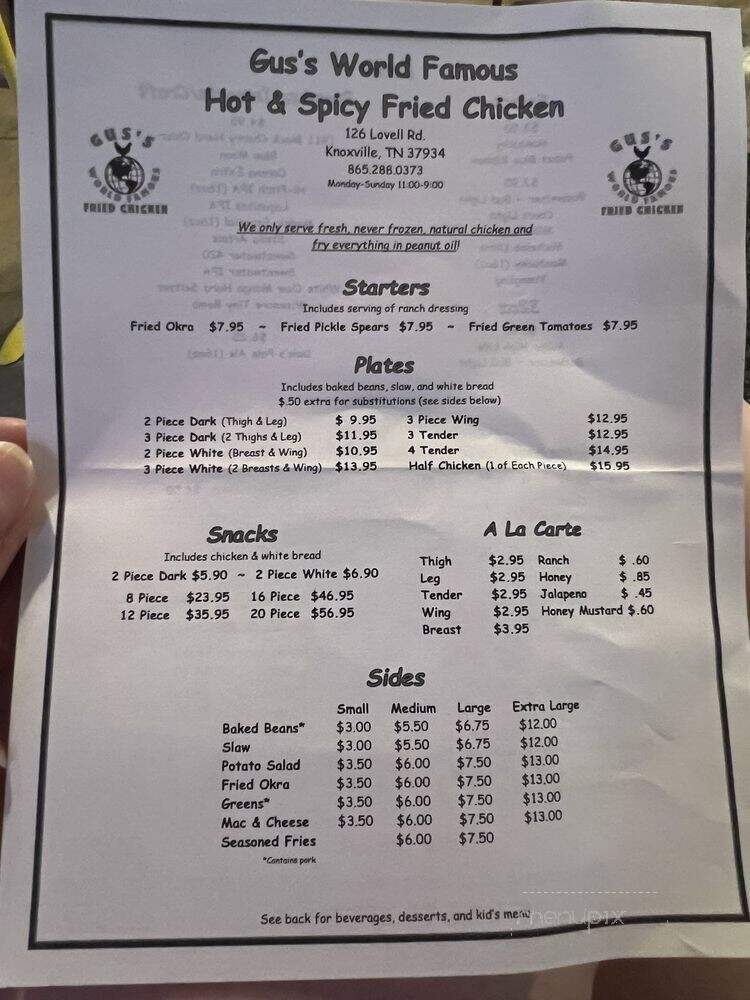 Gus's World Famous
Hot & Spicy Fried Chicken
GUS'S
WORLD FAMOUS
FRIED CHICKEN
126 Lovell Rd.
Knoxville, TN 37934
865.288.0373
Monday-Sunday 11:00-9:00
GUS'S
WORLD FAMOUS
FRIED CHICKEN
We only serve fresh, never frozen, natural chicken and
fry everything in peanut oil!
Starters
Includes serving of ranch dressing
Fried Okra $7.95 ~ Fried Pickle Spears $7.95 ~ Fried Green Tomatoes $7.95
Plates
Includes baked beans, slaw, and white bread
$.50 extra for substitutions (see sides below)
2 Piece Dark (Thigh & Leg) $ 9.95 3 Piece Wing $12.95
3 Piece Dark (2 Thighs & Leg) $11.95 3 Tender $12.95
2 Piece White (Breast & Wing) $10.95 4 Tender $14.95
3 Piece White (2 Breasts & Wing) $13.95 Half Chicken (1 of Each Piece) $15.95
Snacks
Includes chicken & white bread
2 Piece Dark $5.90 ~ 2 Piece White $6.90
8 Piece $23.95 16 Piece $46.95
12 Piece $35.95 20 Piece $56.95
A La Carte
Thigh $2.95 Ranch $ .60
Leg $2.95 Honey $ .85
Tender $2.95 Jalapeno $ .45
Wing $2.95 Honey Mustard $.60
Breast $3.95
Sides
Small Medium Large Extra Large
Baked Beans* $3.00 $5.50 $6.75 $12.00
Slaw $3.00 $5.50 $6.75 $12.00
Potato Salad $3.50 $6.00 $7.50 $13.00
Fried Okra $3.50 $6.00 $7.50 $13.00
Greens* $3.50 $6.00 $7.50 $13.00
Mac & Cheese $3.50 $6.00 $7.50 $13.00
Seasoned Fries $6.00 $7.50
*Contains pork
See back for beverages, desserts, and kid's menu
menupix